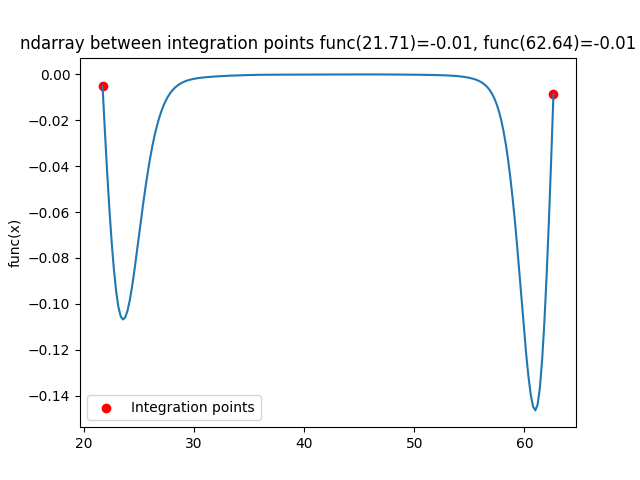 ndarray between integration points func(21.71)=-0.01, func(62.64)=-0.01
0.00
−0.02
−0.04
−0.06
−0.08
−0.10
−0.12
−0.14
func(x)
Integration points
20 30 40 50 60